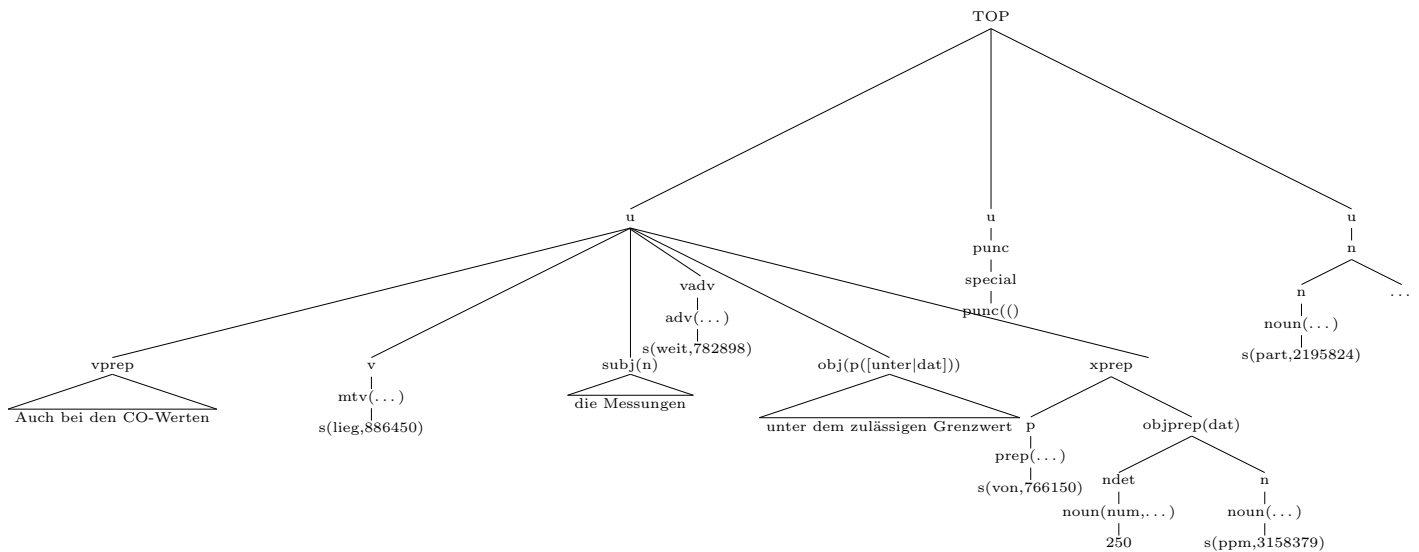 TOP
u u u
punc n
special
vadv
n ...
punc(()
adv(...)
noun(...)
s(weit,782898)
s(part,2195824)
vprep v subj(n) obj(p([unter|dat])) xprep
mtv(...)
die Messungen
Auch bei den CO-Werten
s(lieg,886450)
unter dem zulässigen Grenzwert p objprep(dat)
prep(...)
s(von,766150)
ndet n
noun(num,...) noun(...)
250 s(ppm,3158379)